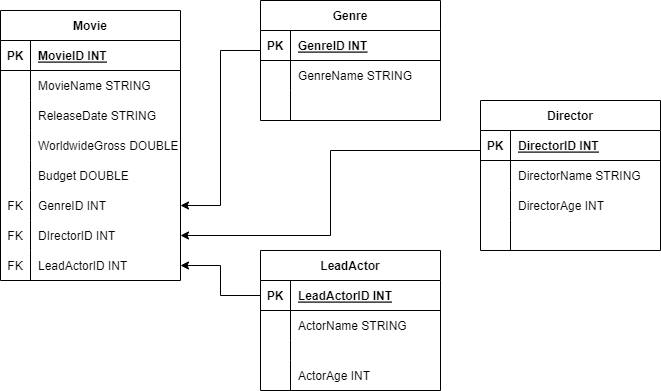 Movie
PK MovieID INT
MovieName STRING
ReleaseDate STRING
WorldwideGross DOUBLE
Budget DOUBLE
FK GenreID INT
FK DIrectorID INT
FK LeadActorID INT
Genre
PK GenreID INT
GenreName STRING
Director
PK DirectorID INT
DirectorName STRING
DirectorAge INT
LeadActor
PK LeadActorID INT
ActorName STRING
ActorAge INT